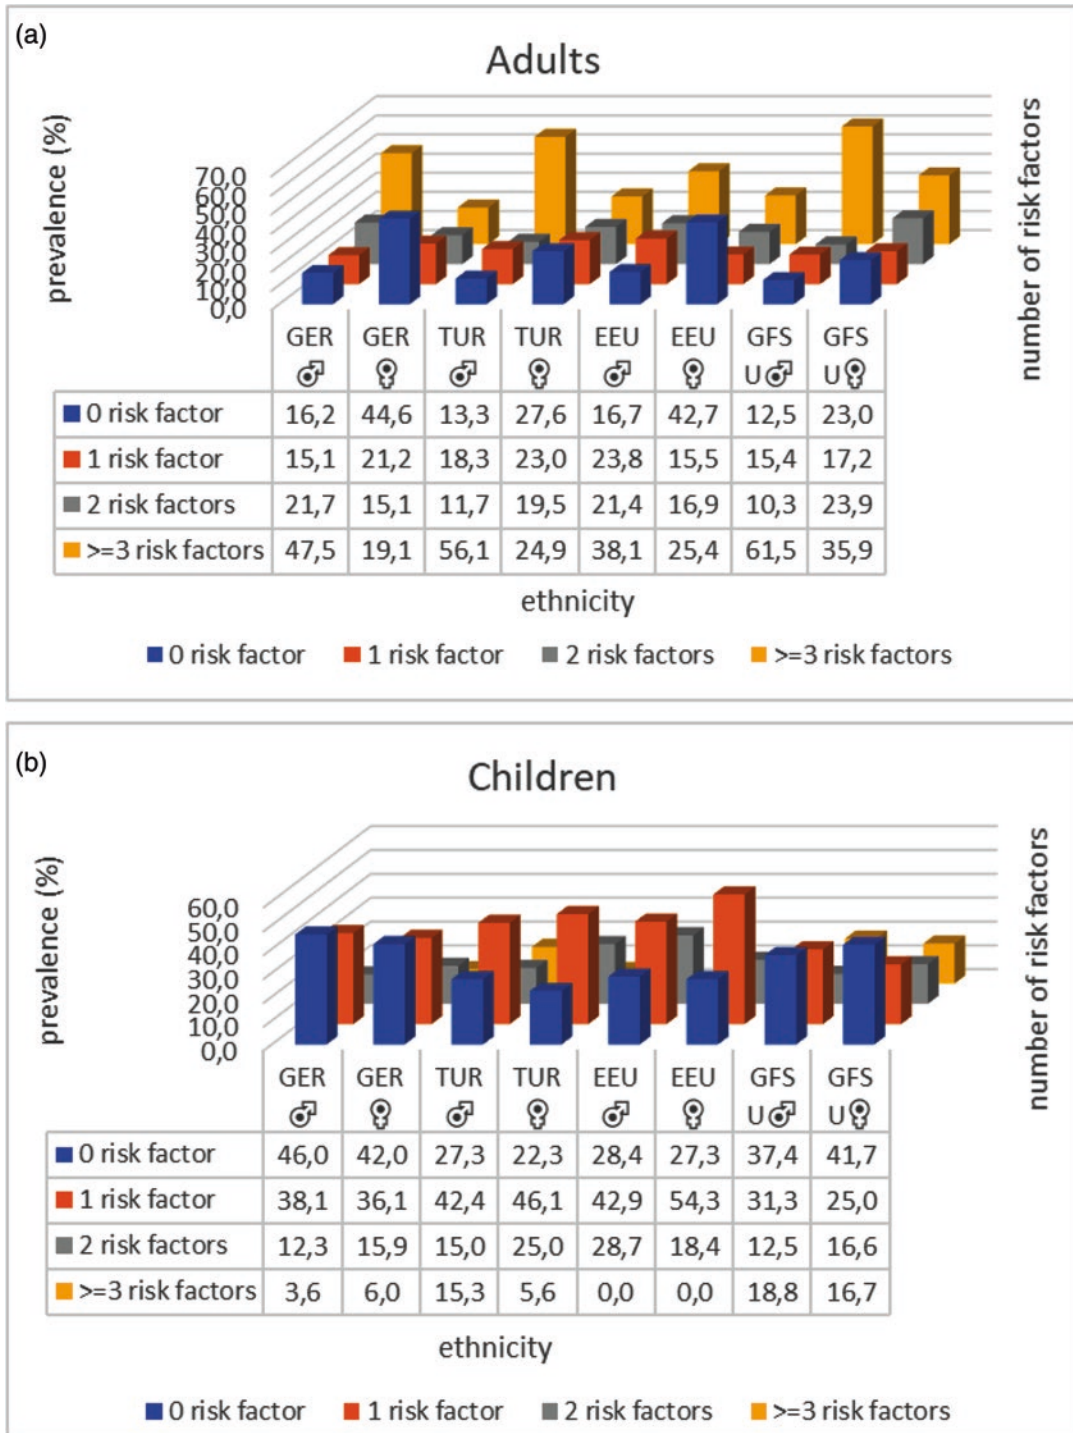 (a)
Adults
prevalence (%)
number of risk factors
70,0
60,0
50,0
40,0
30,0
20,0
10,0
0,0
GER GER TUR TUR EEU EEU GFS GFS
♂ ♀ ♂ ♀ ♂ ♀ U♂ U♀
0 risk factor 16,2 44,6 13,3 27,6 16,7 42,7 12,5 23,0
1 risk factor 15,1 21,2 18,3 23,0 23,8 15,5 15,4 17,2
2 risk factors 21,7 15,1 11,7 19,5 21,4 16,9 10,3 23,9
>=3 risk factors 47,5 19,1 56,1 24,9 38,1 25,4 61,5 35,9
ethnicity
0 risk factor 1 risk factor 2 risk factors >=3 risk factors
(b)
Children
prevalence (%)
number of risk factors
60,0
50,0
40,0
30,0
20,0
10,0
0,0
GER GER TUR TUR EEU EEU GFS GFS
♂ ♀ ♂ ♀ ♂ ♀ U♂ U♀
0 risk factor 46,0 42,0 27,3 22,3 28,4 27,3 37,4 41,7
1 risk factor 38,1 36,1 42,4 46,1 42,9 54,3 31,3 25,0
2 risk factors 12,3 15,9 15,0 25,0 28,7 18,4 12,5 16,6
>=3 risk factors 3,6 6,0 15,3 5,6 0,0 0,0 18,8 16,7
ethnicity
0 risk factor 1 risk factor 2 risk factors >=3 risk factors